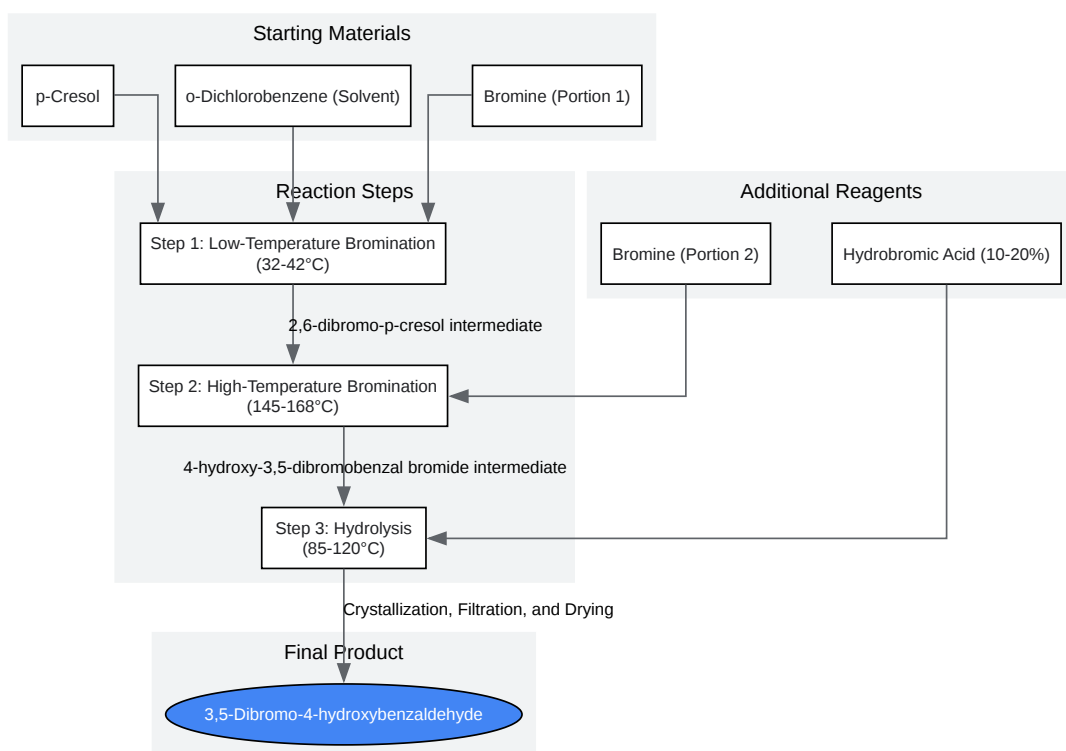 Starting Materials
p-Cresol
o-Dichlorobenzene (Solvent)
Bromine (Portion 1)
Reaction Steps
Additional Reagents
Step 1: Low-Temperature Bromination
(32-42°C)
Bromine (Portion 2)
Hydrobromic Acid (10-20%)
2,6-dibromo-p-cresol intermediate
Step 2: High-Temperature Bromination
(145-168°C)
4-hydroxy-3,5-dibromobenzal bromide intermediate
Step 3: Hydrolysis
(85-120°C)
Crystallization, Filtration, and Drying
Final Product
3,5-Dibromo-4-hydroxybenzaldehyde